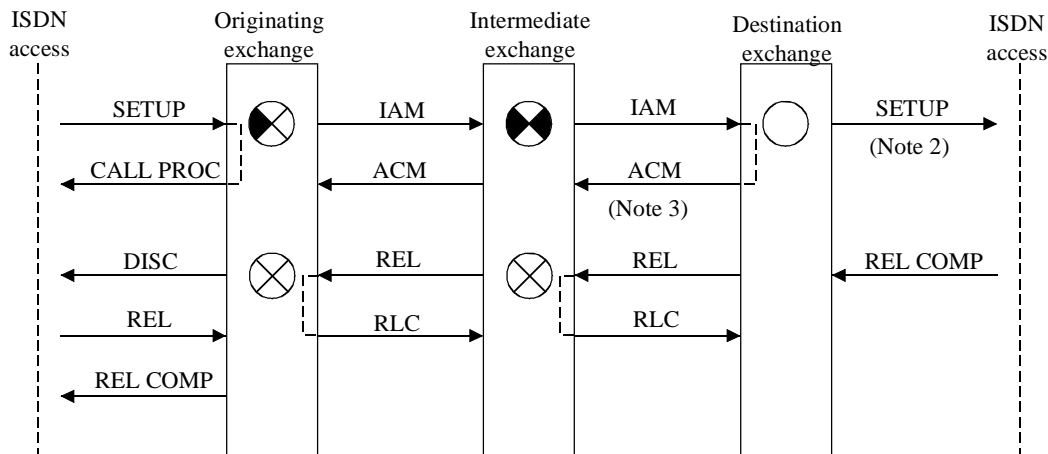 ISDN
access
Originating
exchange
Intermediate
exchange
Destination
exchange
ISDN
access
SETUP
IAM
IAM
SETUP
(Note 2)
CALL PROC
ACM
ACM
(Note 3)
DISC
REL
REL
REL COMP
REL
RLC
RLC
REL COMP